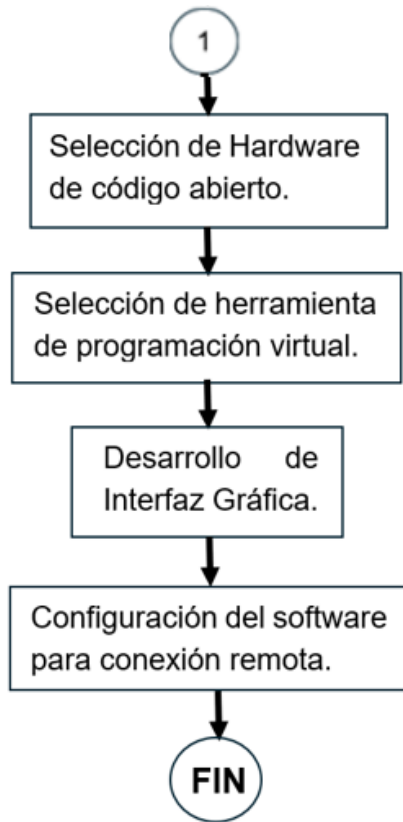 1
Selección de Hardware
de código abierto.
Selección de herramienta
de programación virtual.
Desarrollo de
Interfaz Gráfica.
Configuración del software
para conexión remota.
FIN